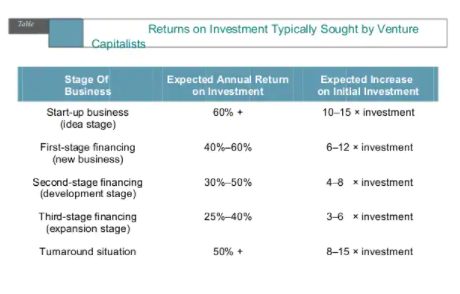 Table
Returns on Investment Typically Sought by Venture
Capitalists
Stage Of Expected Annual Return Expected Increase
Business on Investment on Initial Investment
Start-up business 60% + 10–15 × investment
(idea stage)
First-stage financing 40%–60% 6–12 × investment
(new business)
Second-stage financing 30%–50% 4–8 × investment
(development stage)
Third-stage financing 25%–40% 3–6 × investment
(expansion stage)
Turnaround situation 50% + 8–15 × investment